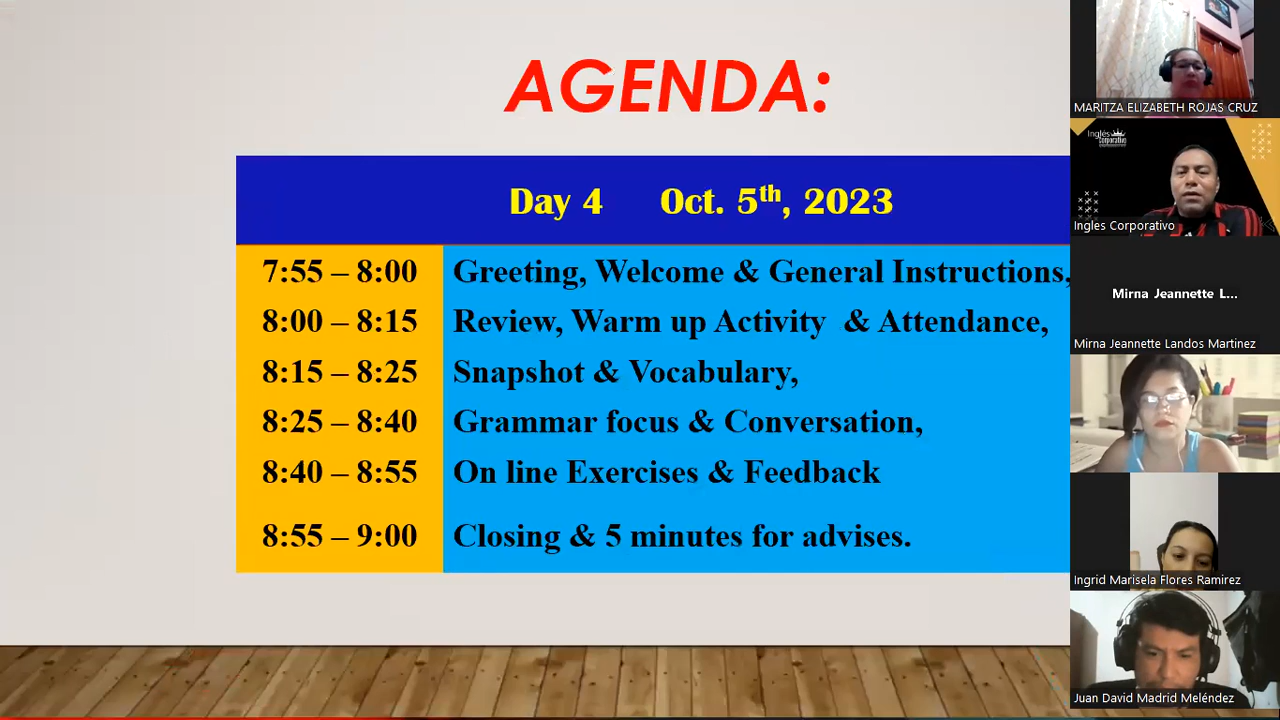 AGENDA:
Day 4 Oct. 5th, 2023
7:55 – 8:00 Greeting, Welcome & General Instructions,
8:00 – 8:15 Review, Warm up Activity & Attendance,
8:15 – 8:25 Snapshot & Vocabulary,
8:25 – 8:40 Grammar focus & Conversation,
8:40 – 8:55 On line Exercises & Feedback
8:55 – 9:00 Closing & 5 minutes for advises.
MARITZA ELIZABETH ROJAS CRUZ
Inglés
Corporativo
Ingles Corporativo
Mirna Jeannette L...
Mirna Jeannette Landos Martinez
Ingrid Marisela Flores Ramirez
Juan David Madrid Meléndez